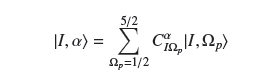 |I, α⟩ = ∑_{Ω_p=1/2}^{5/2} C^α_{IΩ_p} |I, Ω_p⟩